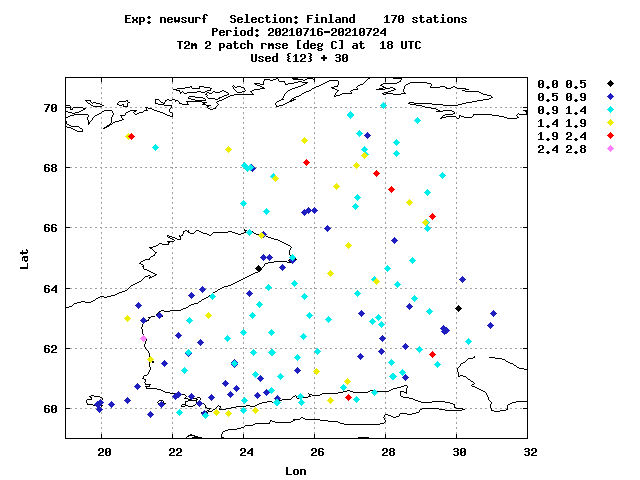 Exp: newsurf   Selection: Finland    170 stations
Period: 20210716-20210724
T2m 2 patch rmse [deg C] at  18 UTC
Used {12} + 30
0.0 0.5
0.5 0.9
0.9 1.4
1.4 1.9
1.9 2.4
2.4 2.8
70
68
66
64
62
60
Lat
20 22 24 26 28 30 32
Lon